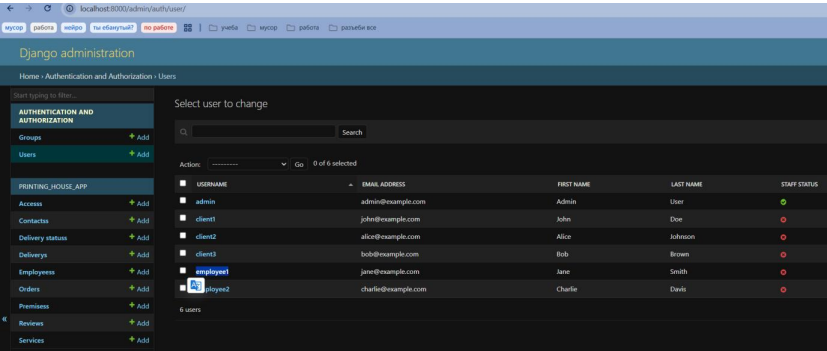 localhost:8000/admin/auth/user/
мусор работа нейро ты ебанутый? по работе учеба мусор работа разъеби все
Django administration
Home › Authentication and Authorization › Users
Start typing to filter...
AUTHENTICATION AND AUTHORIZATION
Groups + Add
Users + Add
PRINTING_HOUSE_APP
Accesss + Add
Contactss + Add
Delivery statuss + Add
Deliverys + Add
Employeess + Add
Orders + Add
Premisess + Add
Reviews + Add
Services + Add
«
Select user to change
Search
Action: --------- Go 0 of 6 selected
USERNAME EMAIL ADDRESS FIRST NAME LAST NAME STAFF STATUS
admin admin@example.com Admin User
client1 john@example.com John Doe
client2 alice@example.com Alice Johnson
client3 bob@example.com Bob Brown
employee1 jane@example.com Jane Smith
ployee2 charlie@example.com Charlie Davis
6 users